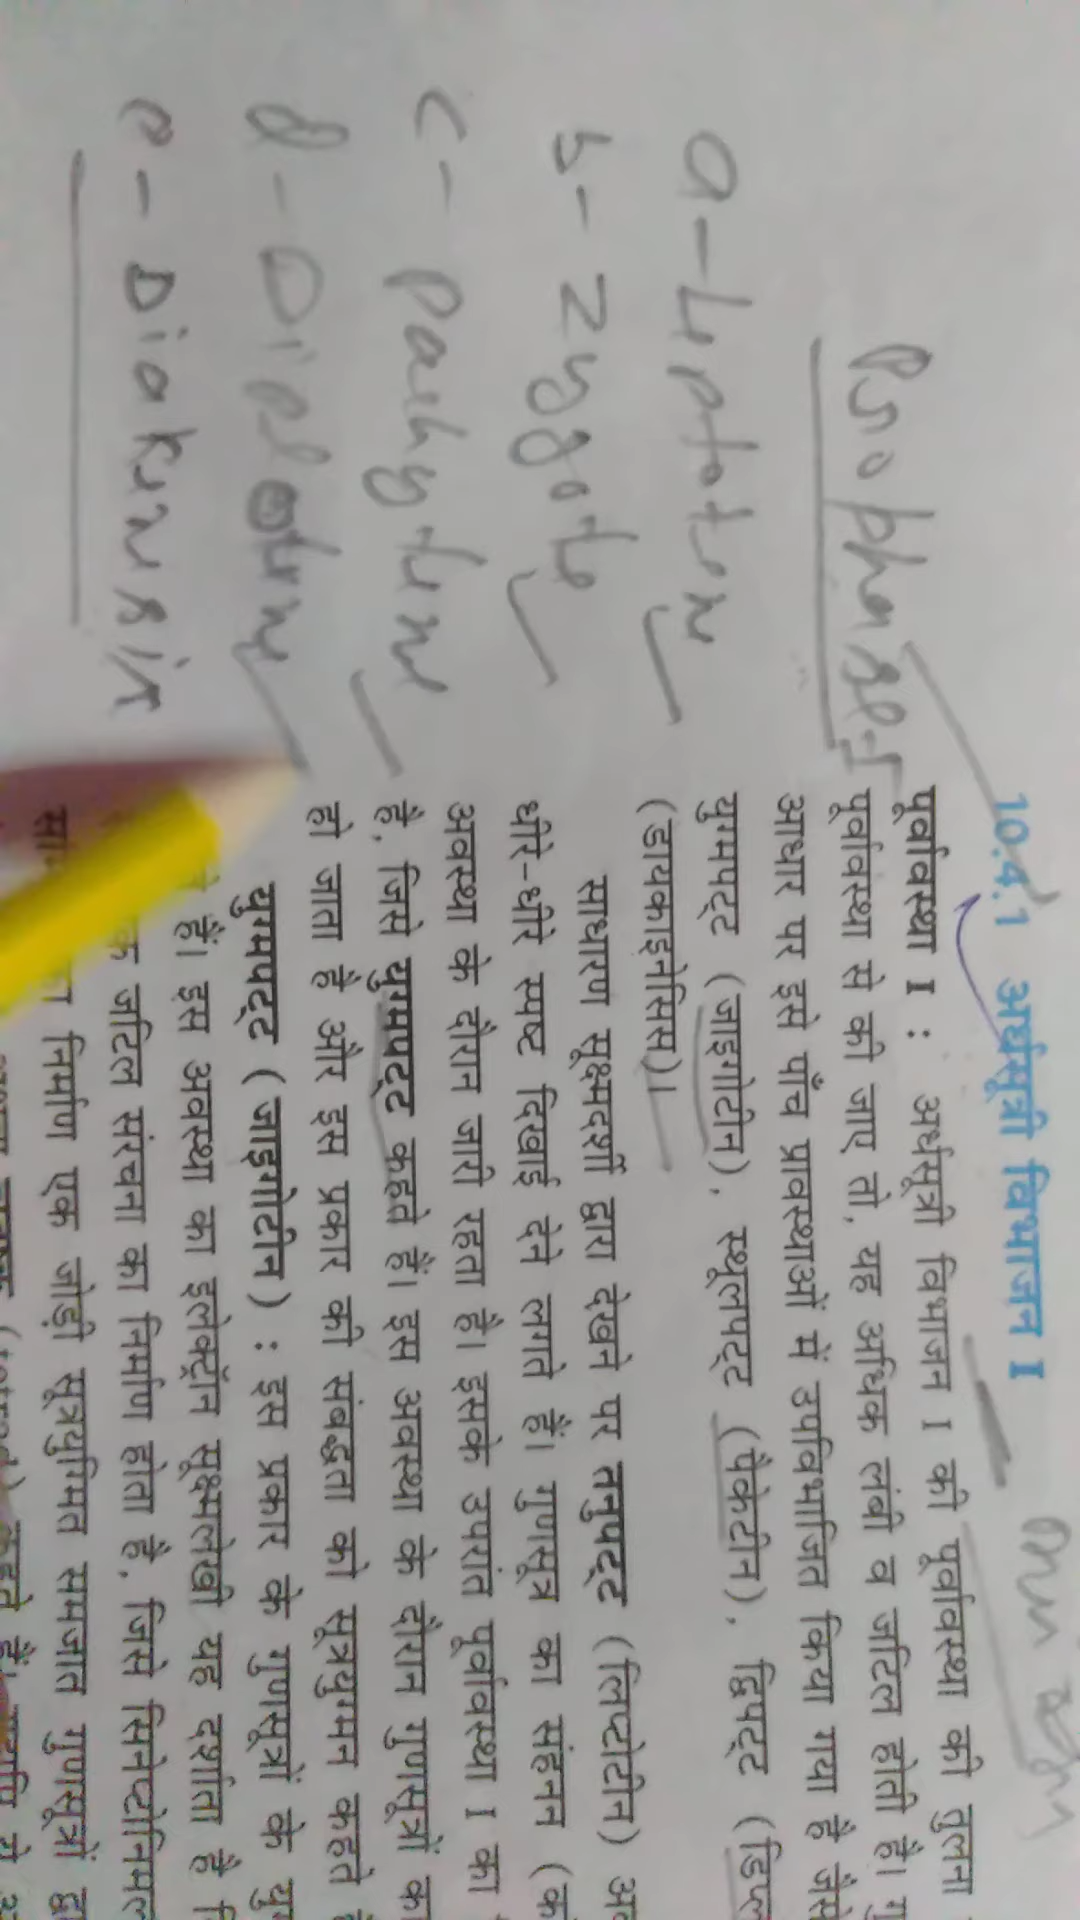 10.4.1 अर्धसूत्री विभाजन I
Prophase-I
पूर्वावस्था I : अर्धसूत्री विभाजन I की पूर्वावस्था की तुलना
पूर्वावस्था से की जाए तो, यह अधिक लंबी व जटिल होती है।
आधार पर इसे पाँच प्रावस्थाओं में उपविभाजित किया गया है जैसे
युग्मपट्ट (जाइगोटीन), स्थूलपट्ट (पैकेटीन), द्विपट्ट
(डायकाइनेसिस)।
साधारण सूक्ष्मदर्शी द्वारा देखने पर तनुपट्ट (लिप्टोटीन)
धीरे-धीरे स्पष्ट दिखाई देने लगते हैं। गुणसूत्र का संहनन
अवस्था के दौरान जारी रहता है। इसके उपरांत पूर्वावस्था I का
है, जिसे युग्मपट्ट कहते हैं। इस अवस्था के दौरान गुणसूत्रों का
हो जाता है और इस प्रकार की संबद्धता को सूत्रयुग्मन कहते
युग्मपट्ट (जाइगोटीन) : इस प्रकार के गुणसूत्रों के
हैं। इस अवस्था का इलेक्ट्रॉन सूक्ष्मलेखी यह दर्शाता है
जटिल संरचना का निर्माण होता है, जिसे सिनेप्टोनिमल
निर्माण एक जोड़ी सूत्रयुग्मित समजात गुणसूत्रों
a-
b- Zygote
c- pachytene
e- Diakinesis